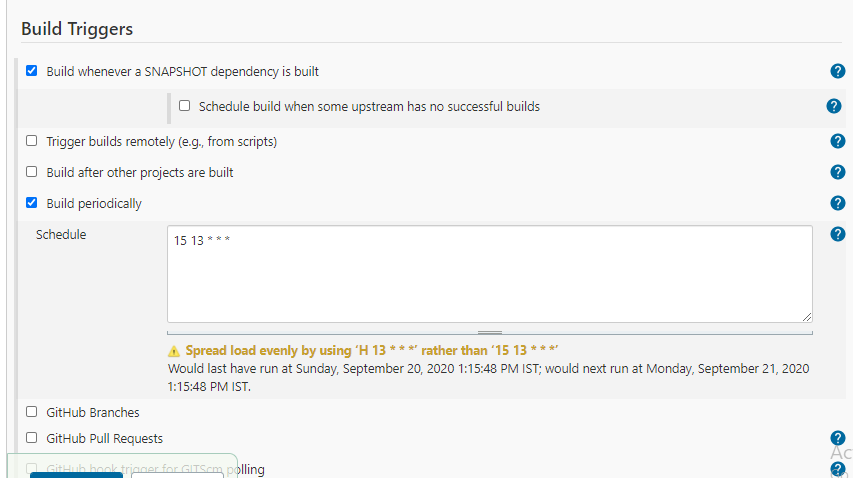 Build Triggers
Build whenever a SNAPSHOT dependency is built
Schedule build when some upstream has no successful builds
Trigger builds remotely (e.g., from scripts)
Build after other projects are built
Build periodically
Schedule
15 13 * * *
Spread load evenly by using ‘H 13 * * *’ rather than ‘15 13 * * *’
Would last have run at Sunday, September 20, 2020 1:15:48 PM IST; would next run at Monday, September 21, 2020
1:15:48 PM IST.
GitHub Branches
GitHub Pull Requests
GitHub hook trigger for GITScm polling